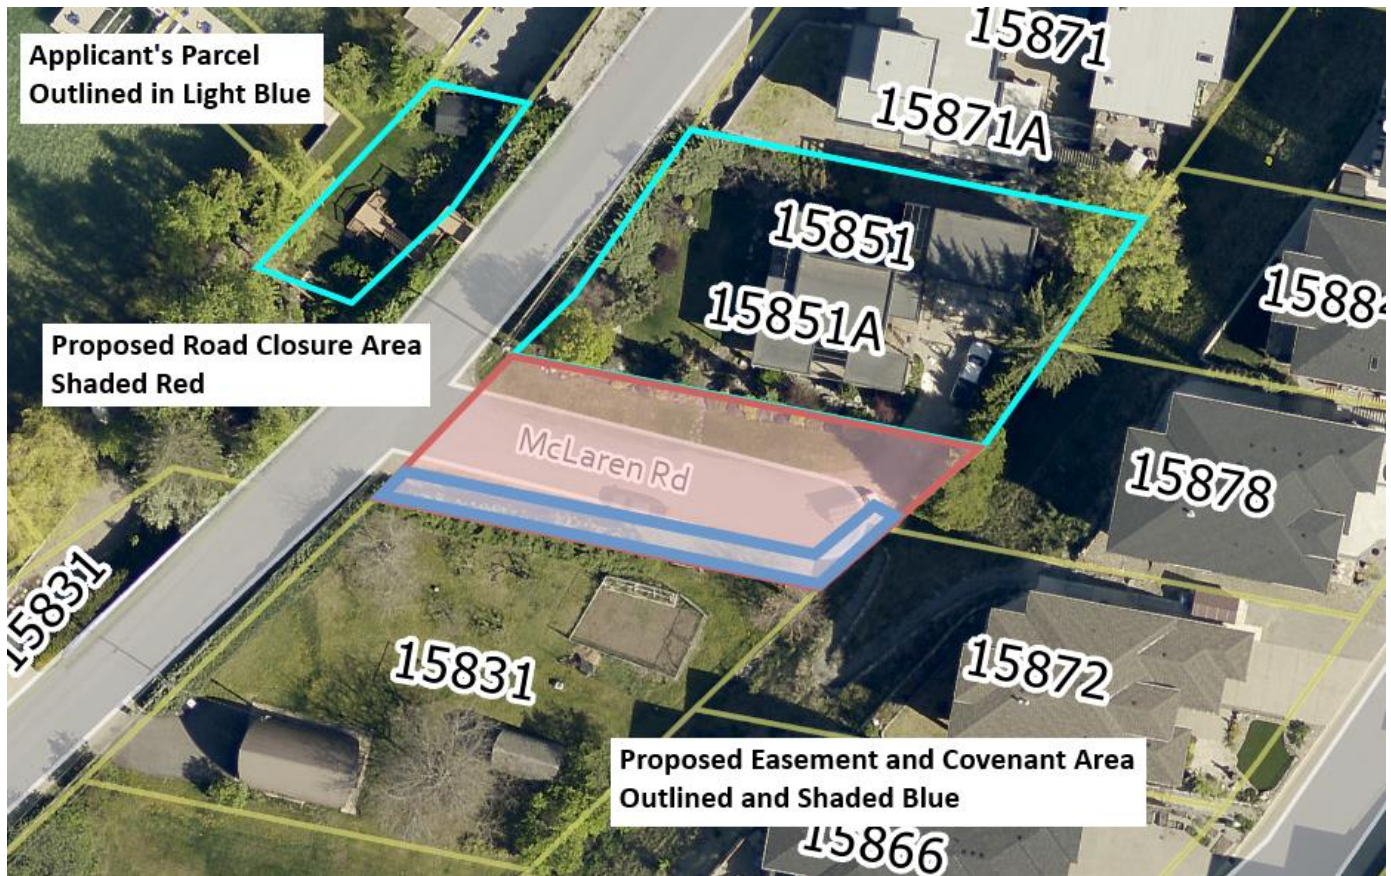 Applicant's Parcel
Outlined in Light Blue
15871
15871A
15851
15851A
Proposed Road Closure Area
Shaded Red
McLaren Rd
15878
15831
15831
15872
Proposed Easement and Covenant Area
Outlined and Shaded Blue
15866